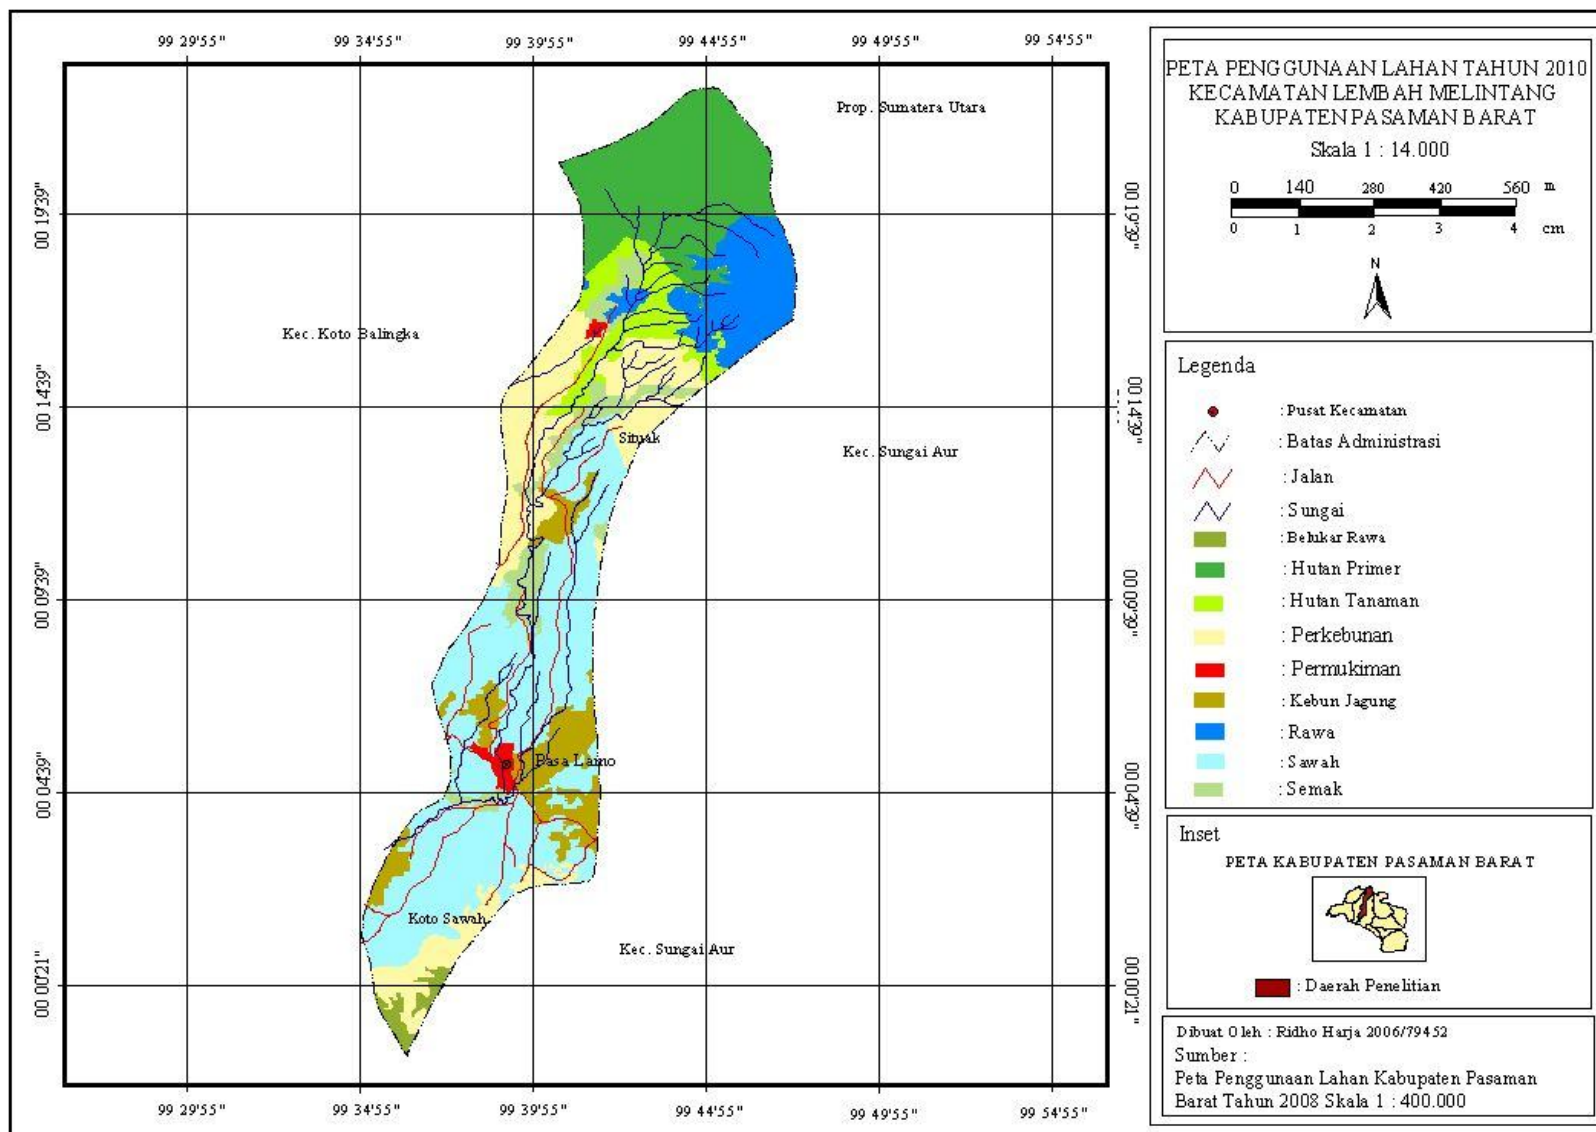 99 29'55" 99 34'55" 99 39'55" 99 44'55" 99 49'55" 99 54'55"
Prop. Sumatera Utara
00 19'39" 00 19'39"
Kec. Koto Balingka
00 14'39" 00 14'39"
Situak
Kec. Sungai Aur
00 09'39" 00 09'39"
Pasa Lamo
00 04'39" 00 04'39"
Koto Sawah
Kec. Sungai Aur
00 00'21" 00 00'21"
99 29'55" 99 34'55" 99 39'55" 99 44'55" 99 49'55" 99 54'55"
PETA PENGGUNAAN LAHAN TAHUN 2010
KECAMATAN LEMBAH MELINTANG
KABUPATEN PASAMAN BARAT
Skala 1 : 14.000
0 140 280 420 560 m
0 1 2 3 4 cm
N
Legenda
: Pusat Kecamatan
: Batas Administrasi
: Jalan
: Sungai
: Belukar Rawa
: Hutan Primer
: Hutan Tanaman
: Perkebunan
: Permukiman
: Kebun Jagung
: Rawa
: Sawah
: Semak
Inset
PETA KABUPATEN PASAMAN BARAT
: Daerah Penelitian
Dibuat Oleh : Ridho Harja 2006/79452
Sumber :
Peta Penggunaan Lahan Kabupaten Pasaman
Barat Tahun 2008 Skala 1 : 400.000